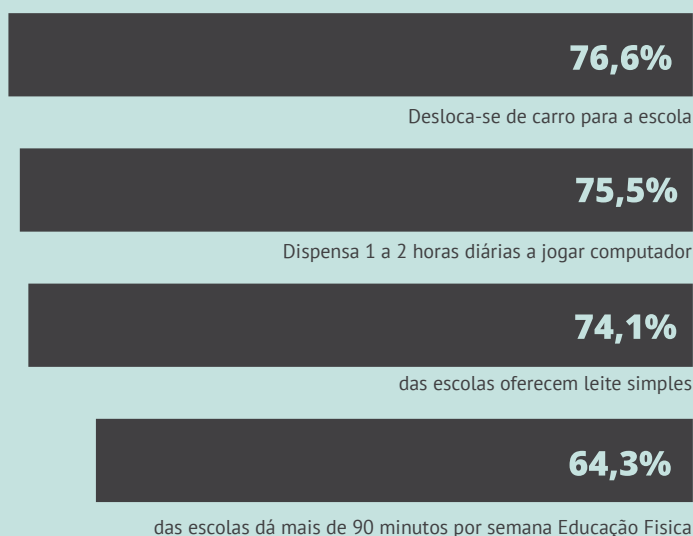 76,6%
Desloca-se de carro para a escola
75,5%
Dispensa 1 a 2 horas diárias a jogar computador
74,1%
das escolas oferecem leite simples
64,3%
das escolas dá mais de 90 minutos por semana Educação Fisica